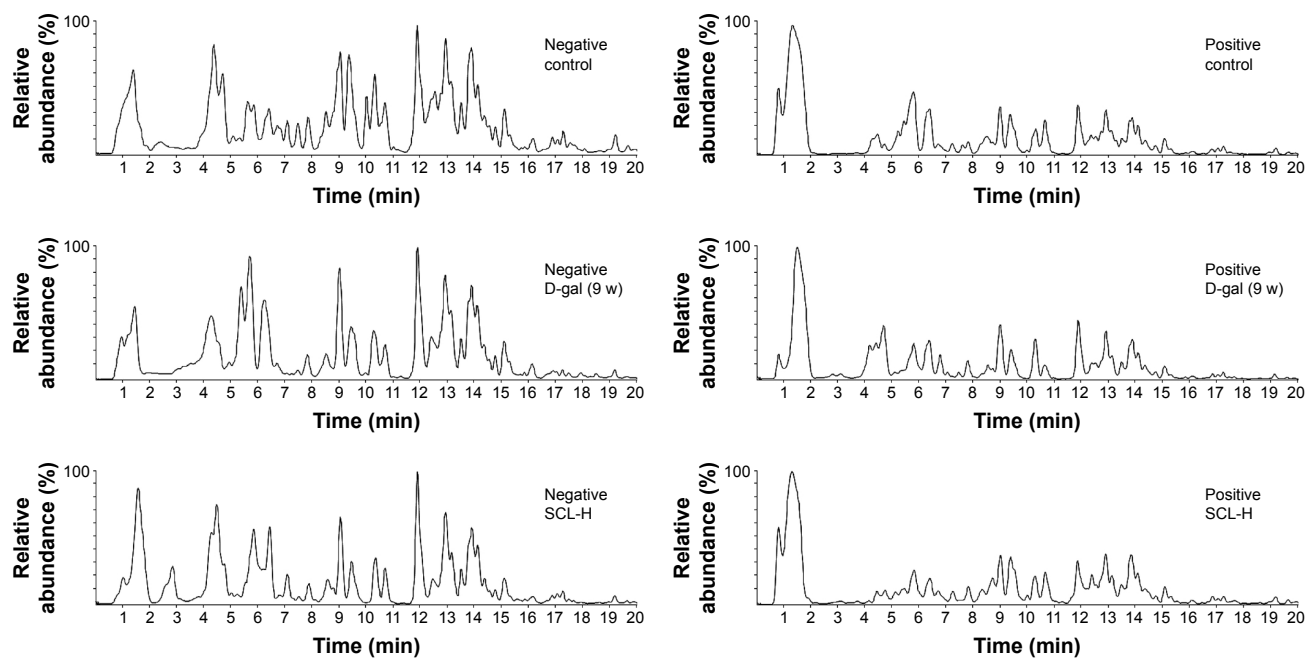 100
Relative
abundance (%)
Negative
control
1 2 3 4 5 6 7 8 9 10 11 12 13 14 15 16 17 18 19 20
Time (min)
100
Relative
abundance (%)
Positive
control
1 2 3 4 5 6 7 8 9 10 11 12 13 14 15 16 17 18 19 20
Time (min)
100
Relative
abundance (%)
Negative
D-gal (9 w)
1 2 3 4 5 6 7 8 9 10 11 12 13 14 15 16 17 18 19 20
Time (min)
100
Relative
abundance (%)
Positive
D-gal (9 w)
1 2 3 4 5 6 7 8 9 10 11 12 13 14 15 16 17 18 19 20
Time (min)
100
Relative
abundance (%)
Negative
SCL-H
1 2 3 4 5 6 7 8 9 10 11 12 13 14 15 16 17 18 19 20
Time (min)
100
Relative
abundance (%)
Positive
SCL-H
1 2 3 4 5 6 7 8 9 10 11 12 13 14 15 16 17 18 19 20
Time (min)